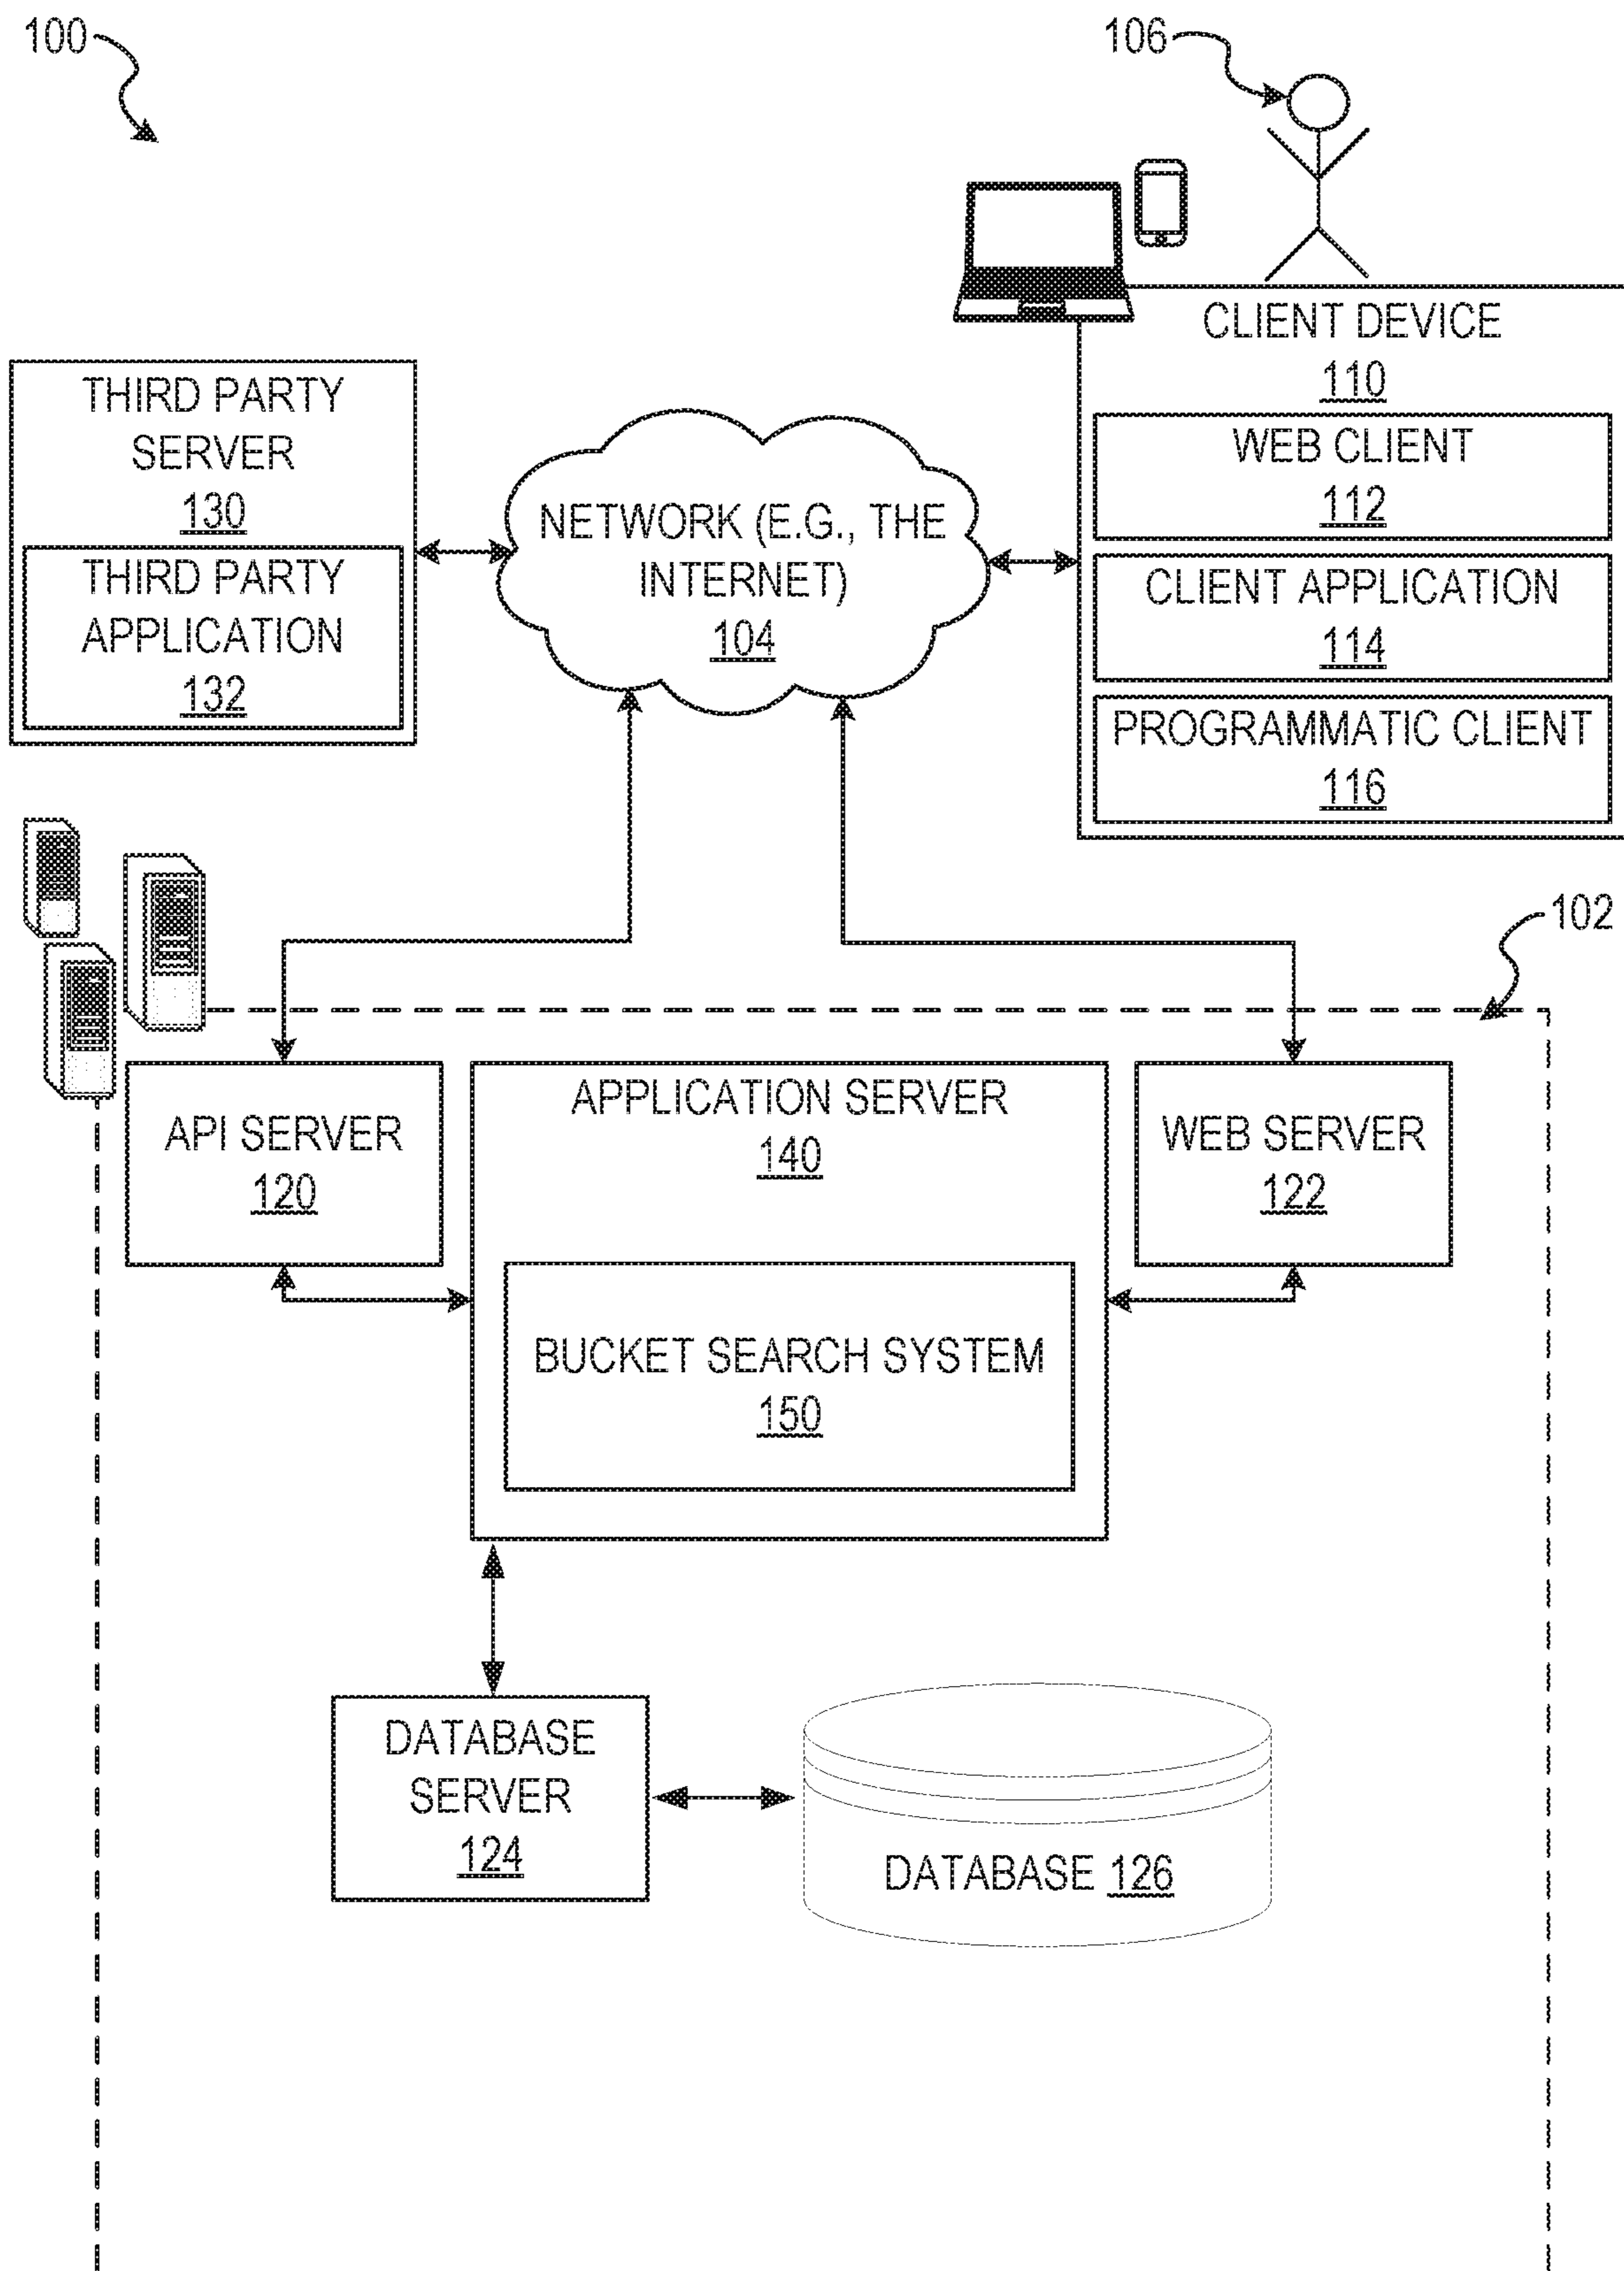 100
106
CLIENT DEVICE
110
WEB CLIENT
112
CLIENT APPLICATION
114
PROGRAMMATIC CLIENT
116
THIRD PARTY
SERVER
130
THIRD PARTY
APPLICATION
132
NETWORK (E.G., THE
INTERNET)
104
102
API SERVER
120
APPLICATION SERVER
140
BUCKET SEARCH SYSTEM
150
WEB SERVER
122
DATABASE
SERVER
124
DATABASE 126